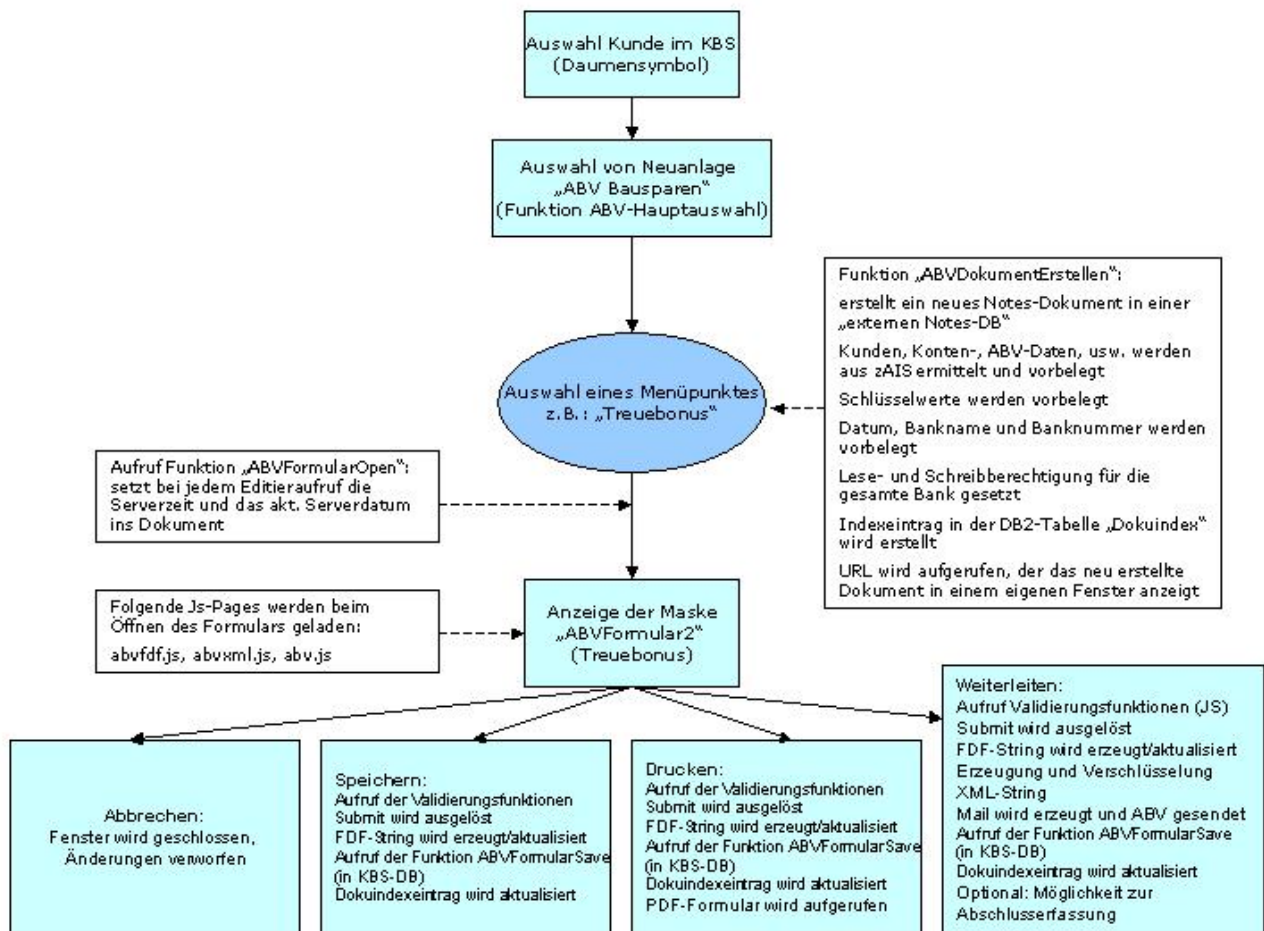 Auswahl Kunde im KBS
(Daumensymbol)
Auswahl von Neuanlage
„ABV Bausparen“
(Funktion ABV-Hauptauswahl)
Funktion „ABVDokumentErstellen“:
erstellt ein neues Notes-Dokument in einer
„externen Notes-DB“
Kunden, Konten-, ABV-Daten, usw. werden
aus zAIS ermittelt und vorbelegt
Schlüsselwerte werden vorbelegt
Datum, Bankname und Banknummer werden
vorbelegt
Lese- und Schreibberechtigung für die
gesamte Bank gesetzt
Indexeintrag in der DB2-Tabelle „Dokuindex“
wird erstellt
URL wird aufgerufen, der das neu erstellte
Dokument in einem eigenen Fenster anzeigt
Auswahl eines Menüpunktes
z.B.: „Treuebonus“
Aufruf Funktion „ABVFormularOpen“:
setzt bei jedem Editieraufruf die
Serverzeit und das akt. Serverdatum
ins Dokument
Folgende Js-Pages werden beim
Öffnen des Formulars geladen:
abvfdf.js, abvxml.js, abv.js
Anzeige der Maske
„ABVFormular2“
(Treuebonus)
Abbrechen:
Fenster wird geschlossen,
Änderungen verworfen
Speichern:
Aufruf der Validierungsfunktionen
Submit wird ausgelöst
FDF-String wird erzeugt/aktualisiert
Aufruf der Funktion ABVFormularSave
(in KBS-DB)
Dokuindexeintrag wird aktualisiert
Drucken:
Aufruf der Validierungsfunktionen
Submit wird ausgelöst
FDF-String wird erzeugt/aktualisiert
Aufruf der Funktion ABVFormularSave
(in KBS-DB)
Dokuindexeintrag wird aktualisiert
PDF-Formular wird aufgerufen
Weiterleiten:
Aufruf Validierungsfunktionen (JS)
Submit wird ausgelöst
FDF-String wird erzeugt/aktualisiert
Erzeugung und Verschlüsselung
XML-String
Mail wird erzeugt und ABV gesendet
Aufruf der Funktion ABVFormularSave
(in KBS-DB)
Dokuindexeintrag wird aktualisiert
Optional: Möglichkeit zur
Abschlusserfassung